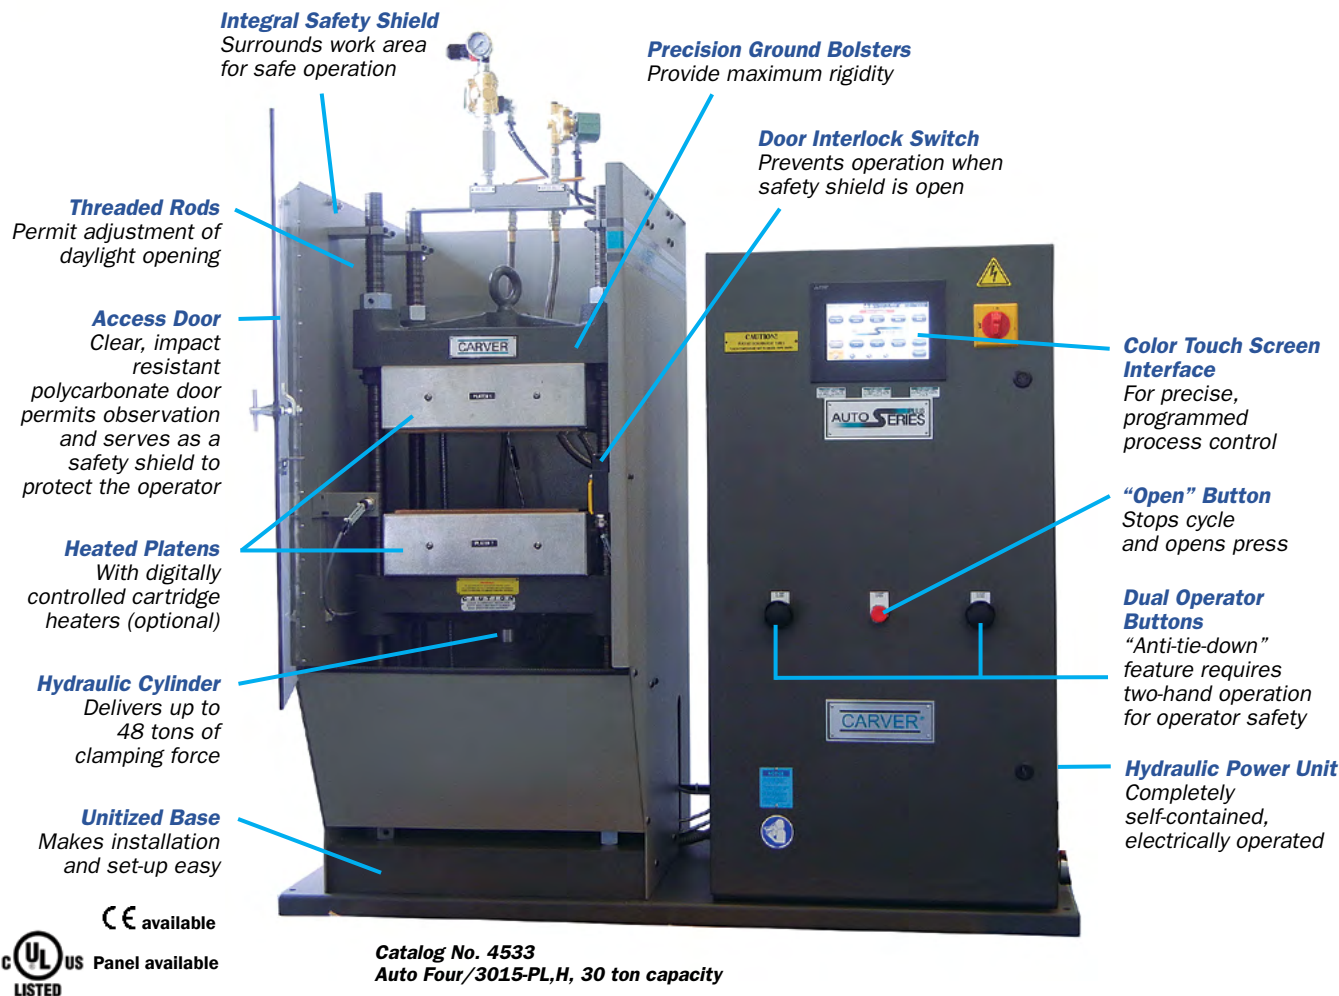 Integral Safety Shield
Surrounds work area
for safe operation
Precision Ground Bolsters
Provide maximum rigidity
Door Interlock Switch
Prevents operation when
safety shield is open
Threaded Rods
Permit adjustment of
daylight opening
Access Door
Clear, impact
resistant
polycarbonate door
permits observation
and serves as a
safety shield to
protect the operator
Heated Platens
With digitally
controlled cartridge
heaters (optional)
Hydraulic Cylinder
Delivers up to
48 tons of
clamping force
Unitized Base
Makes installation
and set-up easy
CARVER
CAUTION!
CAUTION
AUTO SERIES PLUS
CARVER
Color Touch Screen
Interface
For precise,
programmed
process control
“Open” Button
Stops cycle
and opens press
Dual Operator
Buttons
“Anti-tie-down”
feature requires
two-hand operation
for operator safety
Hydraulic Power Unit
Completely
self-contained,
electrically operated
CE available
c UL US Panel available
LISTED
Catalog No. 4533
Auto Four/3015-PL,H, 30 ton capacity